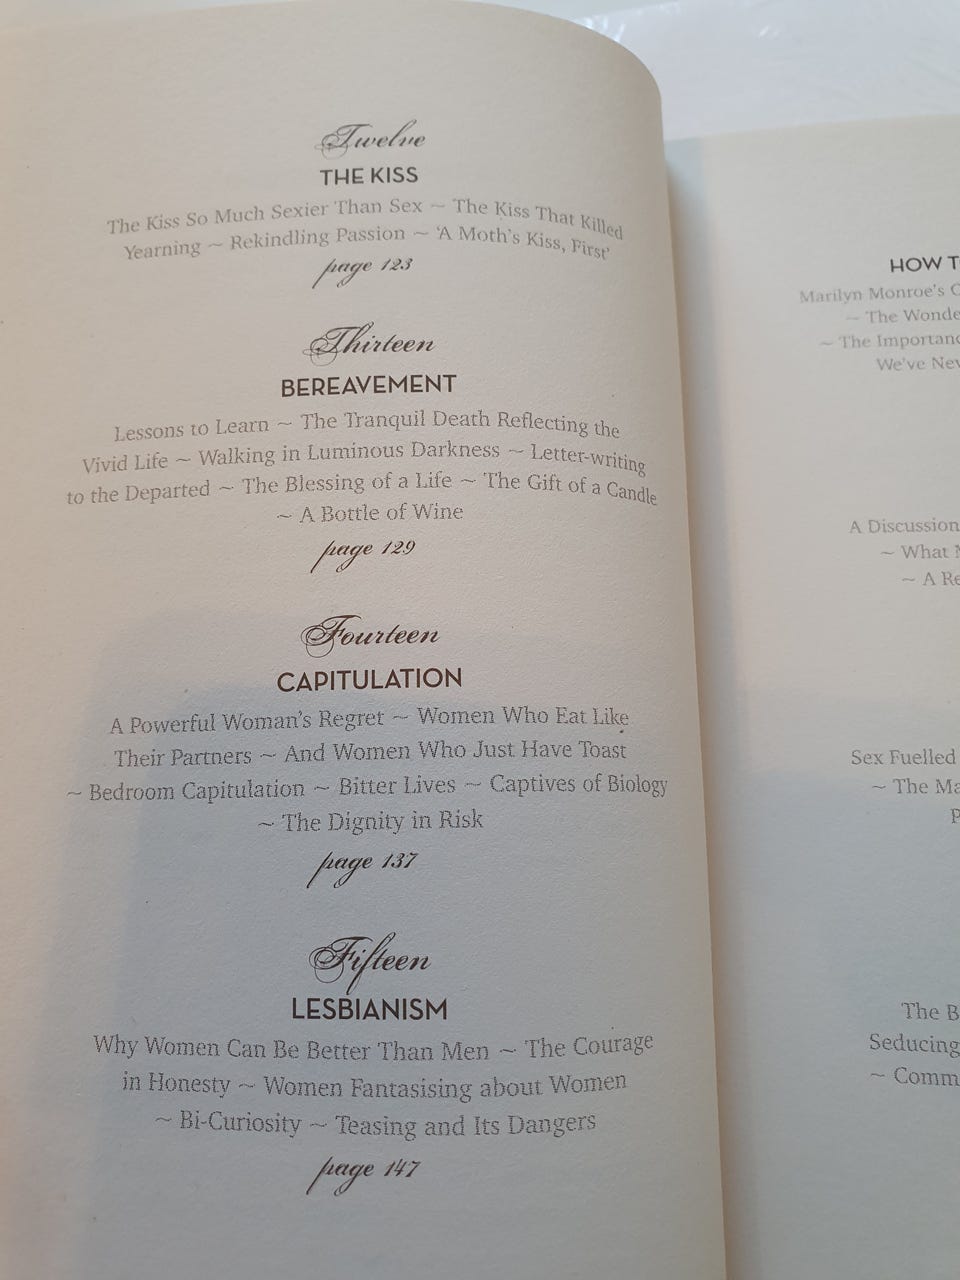 Twelve
THE KISS
The Kiss So Much Sexier Than Sex ~ The Kiss That Killed
Yearning ~ Rekindling Passion ~ ‘A Moth’s Kiss, First’
page 123
Thirteen
BEREAVEMENT
Lessons to Learn ~ The Tranquil Death Reflecting the
Vivid Life ~ Walking in Luminous Darkness ~ Letter-writing
to the Departed ~ The Blessing of a Life ~ The Gift of a Candle
~ A Bottle of Wine
page 129
Fourteen
CAPITULATION
A Powerful Woman’s Regret ~ Women Who Eat Like
Their Partners ~ And Women Who Just Have Toast
~ Bedroom Capitulation ~ Bitter Lives ~ Captives of Biology
~ The Dignity in Risk
page 137
Fifteen
LESBIANISM
Why Women Can Be Better Than Men ~ The Courage
in Honesty ~ Women Fantasising about Women
~ Bi-Curiosity ~ Teasing and Its Dangers
page 147
HOW
Marilyn Monroe’s
~ The
~ The
We’ve
A Discussion
~ What
~ A
Sex Fuelled
~ The
The
Seducing
~